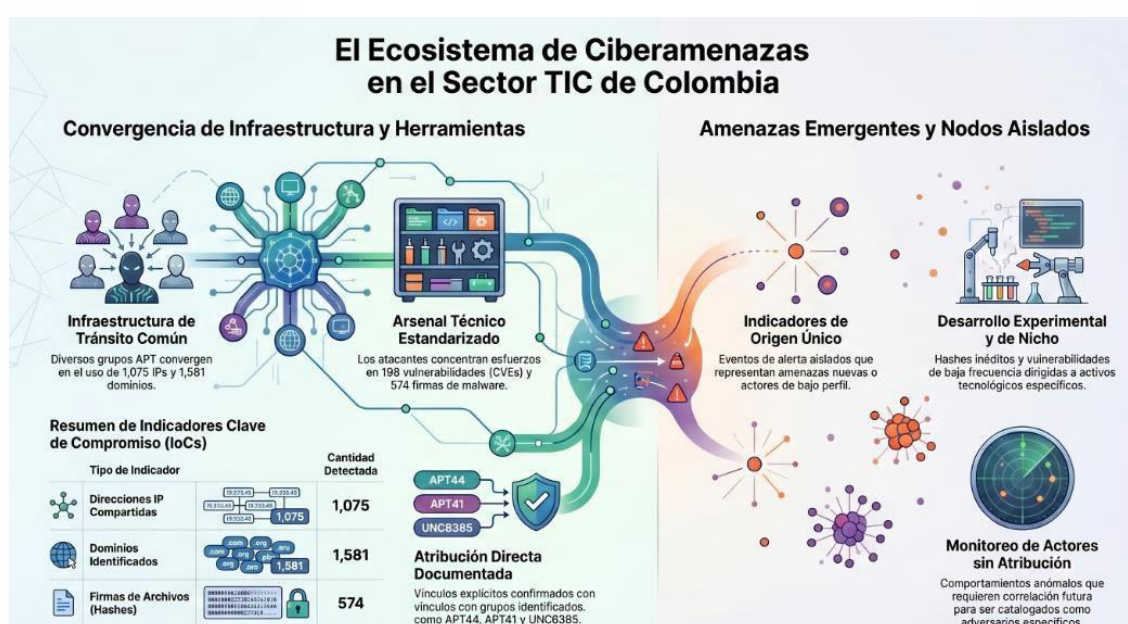 El Ecosistema de Ciberamenazas
en el Sector TIC de Colombia
Convergencia de Infraestructura y Herramientas
Infraestructura de
Tránsito Común
Diversos grupos APT convergen
en el uso de 1,075 IPs y 1,581
dominios.
Arsenal Técnico
Estandarizado
Los atacantes concentran esfuerzos
en 198 vulnerabilidades (CVEs) y
574 firmas de malware.
Resumen de Indicadores Clave
de Compromiso (IoCs)
Tipo de Indicador
Cantidad
Detectada
Direcciones IP
Compartidas
1,075
1,075
Dominios
Identificados
.com
.org
.com
.org
.org
1,581
1,581
Firmas de Archivos
(Hashes)
574
APT44
APT41
UNC8385
Atribución Directa
Documentada
Vínculos explícitos confirmados con
vínculos con grupos identificados.
como APT44, APT41 y UNC6385.
Amenazas Emergentes y Nodos Aislados
Indicadores de
Origen Único
Eventos de alerta aislados que
representan amenazas nuevas o
actores de bajo perfil.
Desarrollo Experimental
y de Nicho
Hashes inéditos y vulnerabilidades
de baja frecuencia dirigidas a activos
tecnológicos específicos.
Monitoreo de Actores
sin Atribución
Comportamientos anómalos que
requieren correlación futura
para ser catalogados como
adversarios específicos.